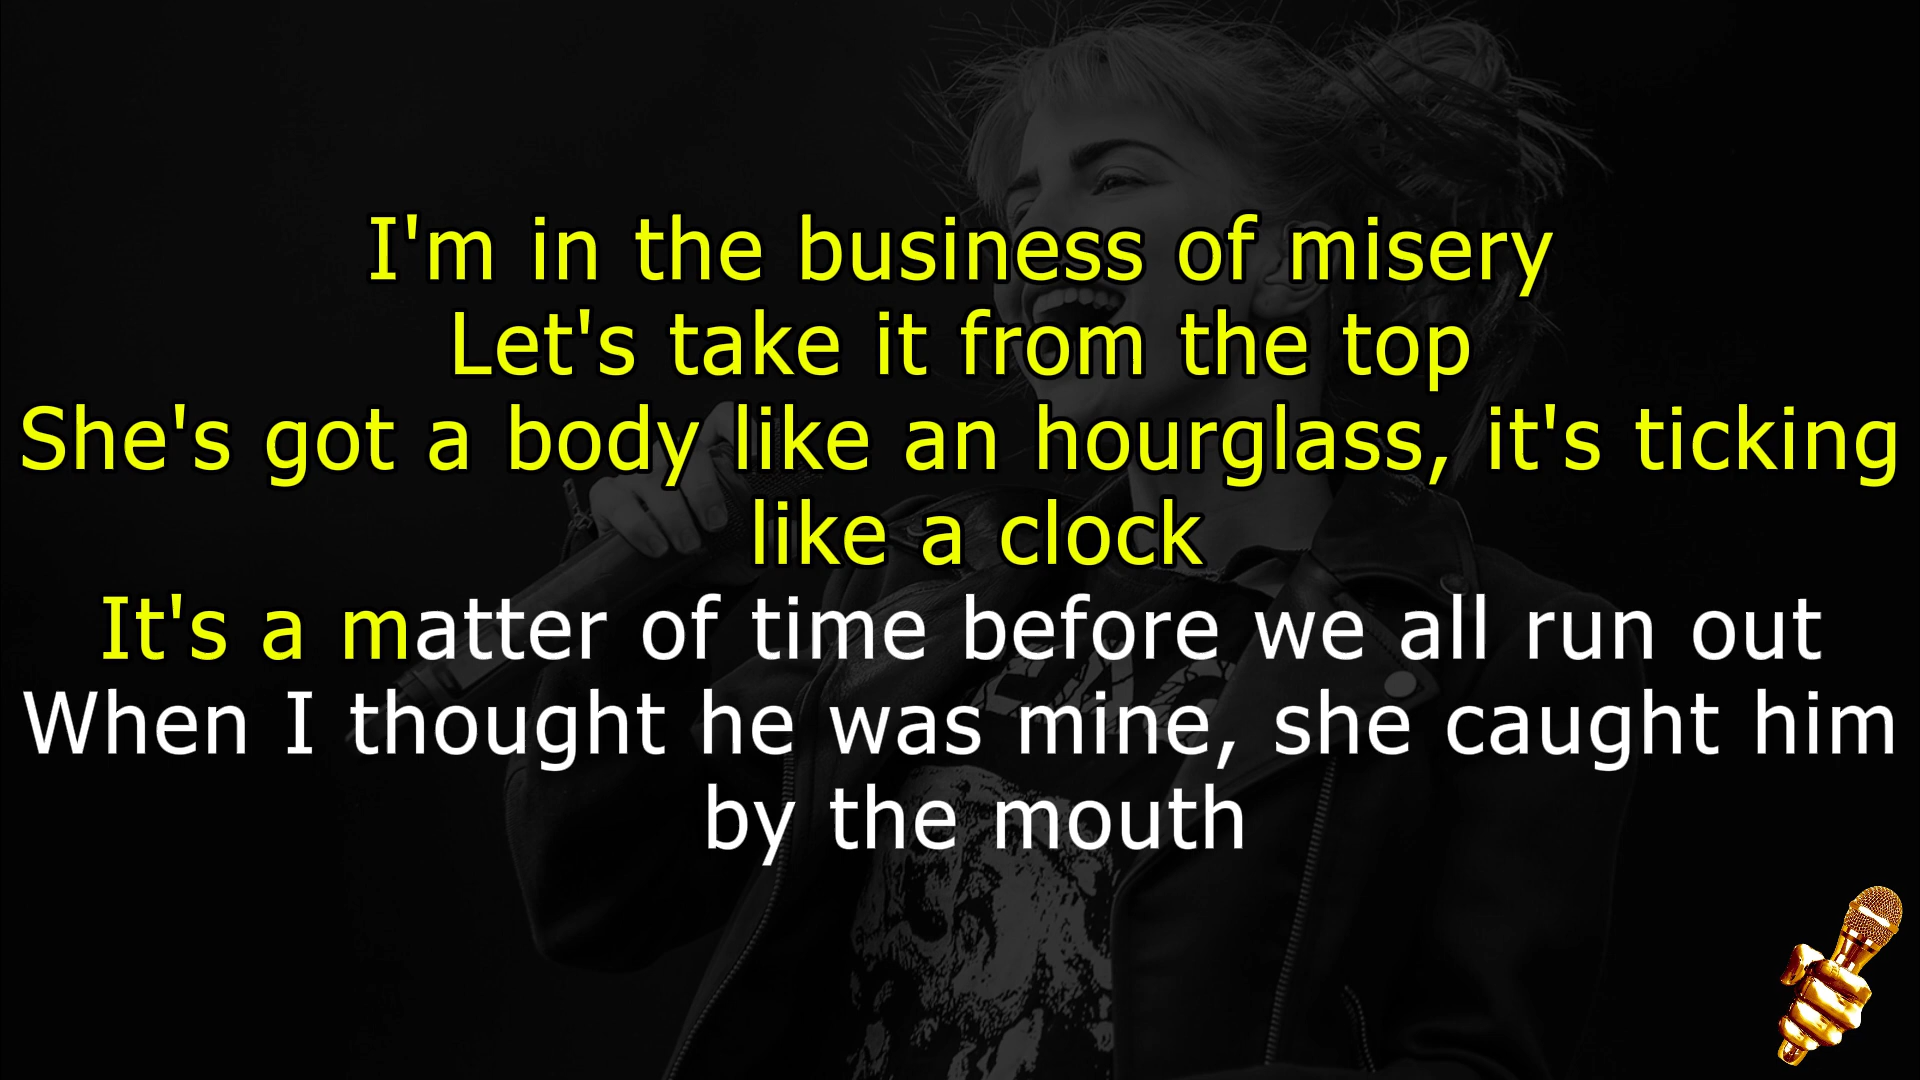 I'm in the business of misery
Let's take it from the top
She's got a body like an hourglass, it's ticking
like a clock
It's a matter of time before we all run out
When I thought he was mine, she caught him
by the mouth